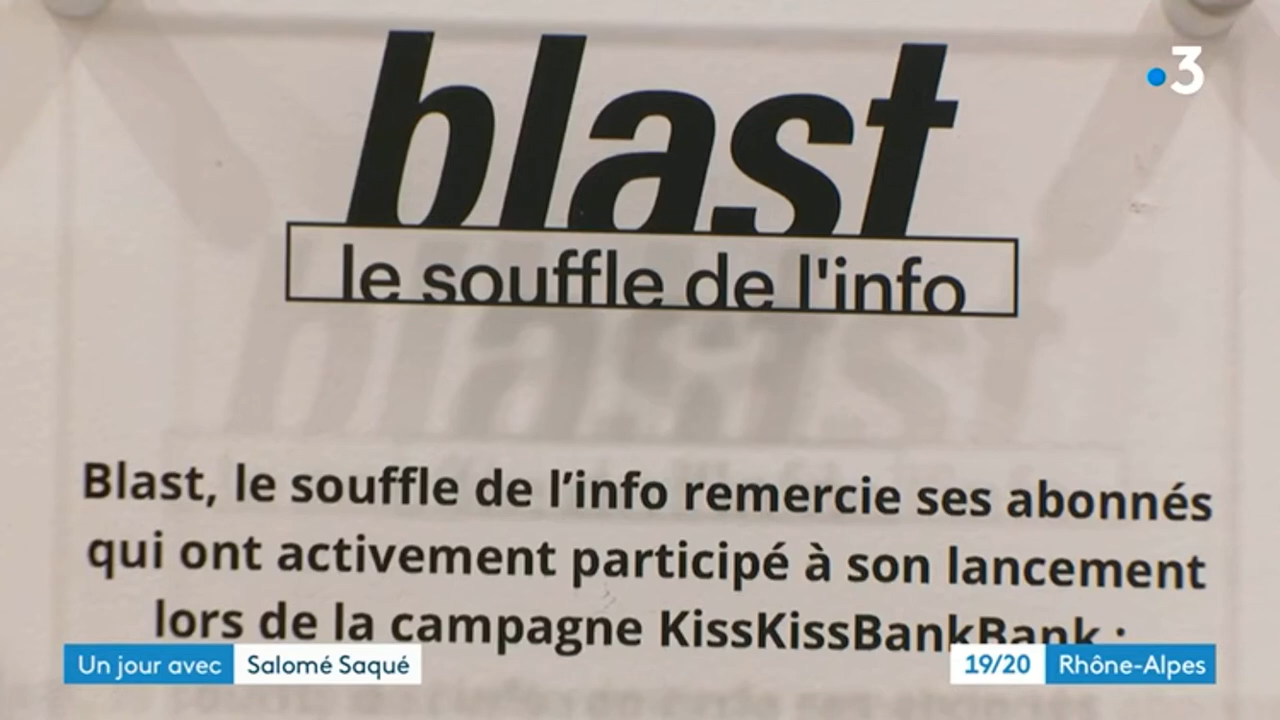 blast
3
le souffle de l'info
Blast, le souffle de l’info remercie ses abonnés
qui ont activement participé à son lancement
lors de la campagne KissKissBankBank :
Un jour avec Salomé Saqué
19/20 Rhône-Alpes